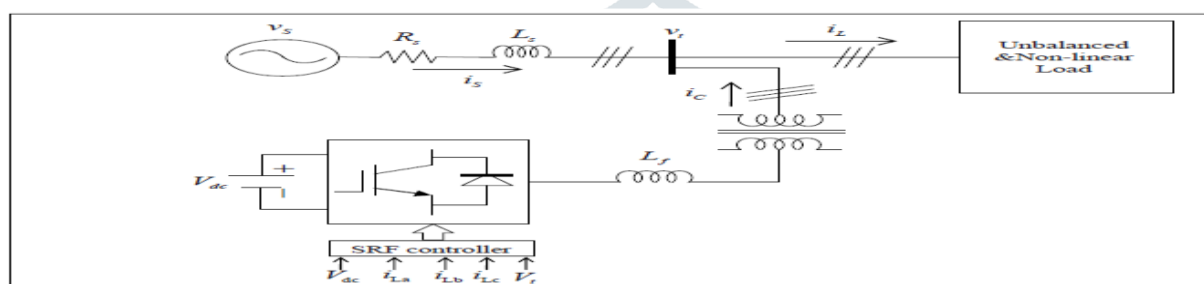 v_S
R_s
L_s
i_S
v_t
i_L
Unbalanced
&Non-linear
Load
i_C
L_f
V_dc
+
SRF controller
V_dc i_La i_Lb i_Lc V_t